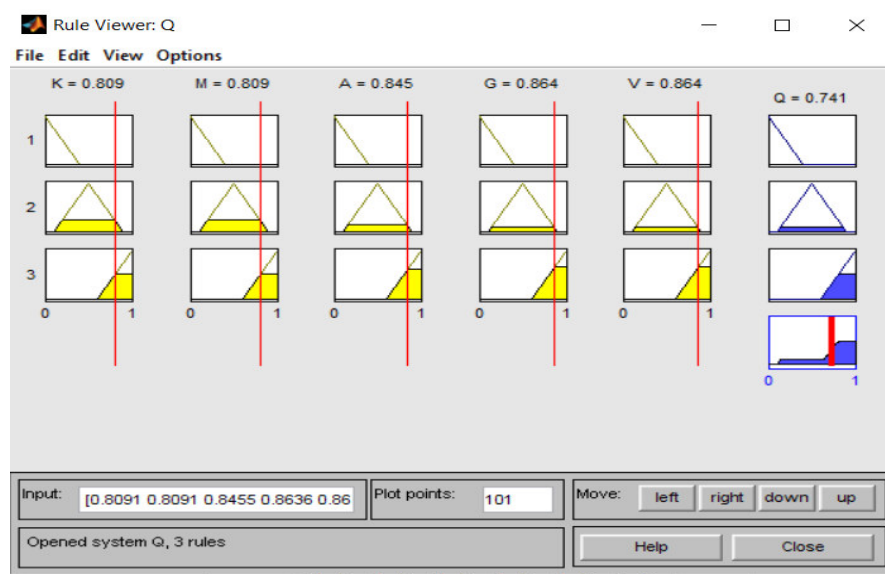 Rule Viewer: Q
File Edit View Options
K = 0.809 M = 0.809 A = 0.845 G = 0.864 V = 0.864 Q = 0.741
1
2
3
0 1 0 1 0 1 0 1 0 1
0 1
Input: [0.8091 0.8091 0.8455 0.8636 0.86 Plot points: 101 Move: left right down up
Opened system Q, 3 rules Help Close